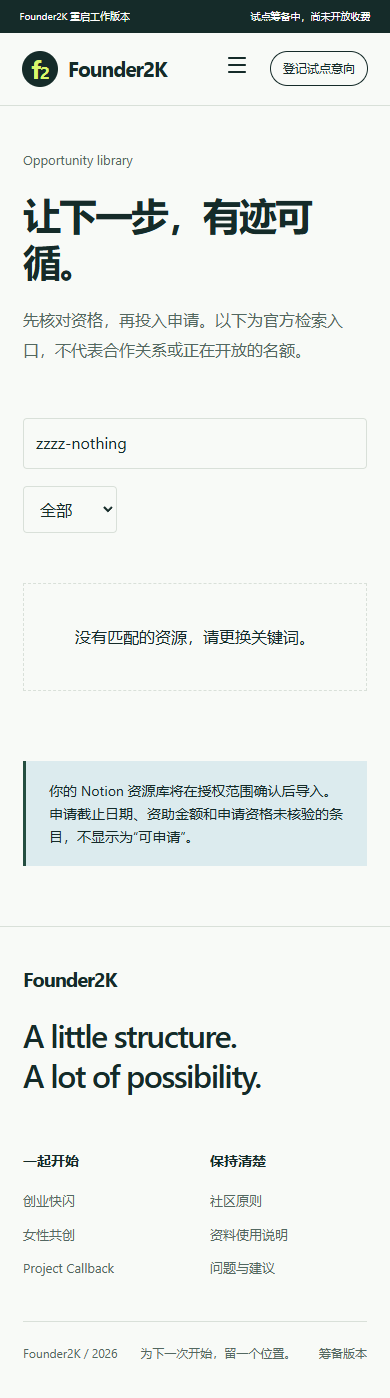 Founder2K 重启工作版本
试点筹备中，尚未开放收费
f2 Founder2K
登记试点意向
Opportunity library
让下一步，有迹可
循。
先核对资格，再投入申请。以下为官方检索入
口，不代表合作关系或正在开放的名额。
zzzz-nothing
全部
没有匹配的资源，请更换关键词。
你的 Notion 资源库将在授权范围确认后导入。
申请截止日期、资助金额和申请资格未核验的条
目，不显示为“可申请”。
Founder2K
A little structure.
A lot of possibility.
一起开始
创业快闪
女性共创
Project Callback
保持清楚
社区原则
资料使用说明
问题与建议
Founder2K / 2026
为下一次开始，留一个位置。
筹备版本